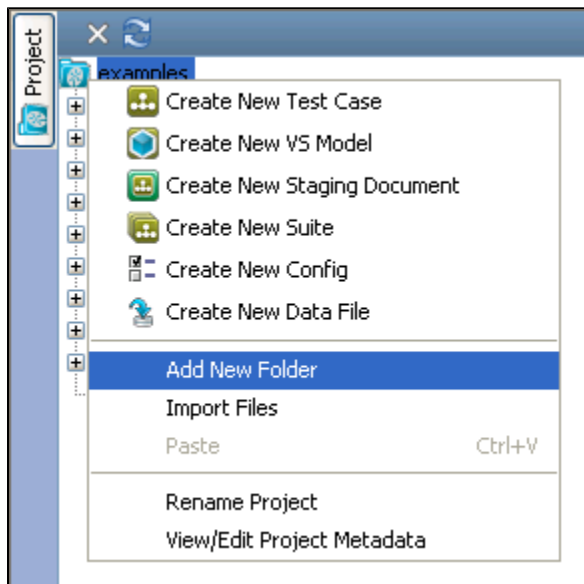 Project
examples
Create New Test Case
Create New VS Model
Create New Staging Document
Create New Suite
Create New Config
Create New Data File
Add New Folder
Import Files
Paste Ctrl+V
Rename Project
View/Edit Project Metadata